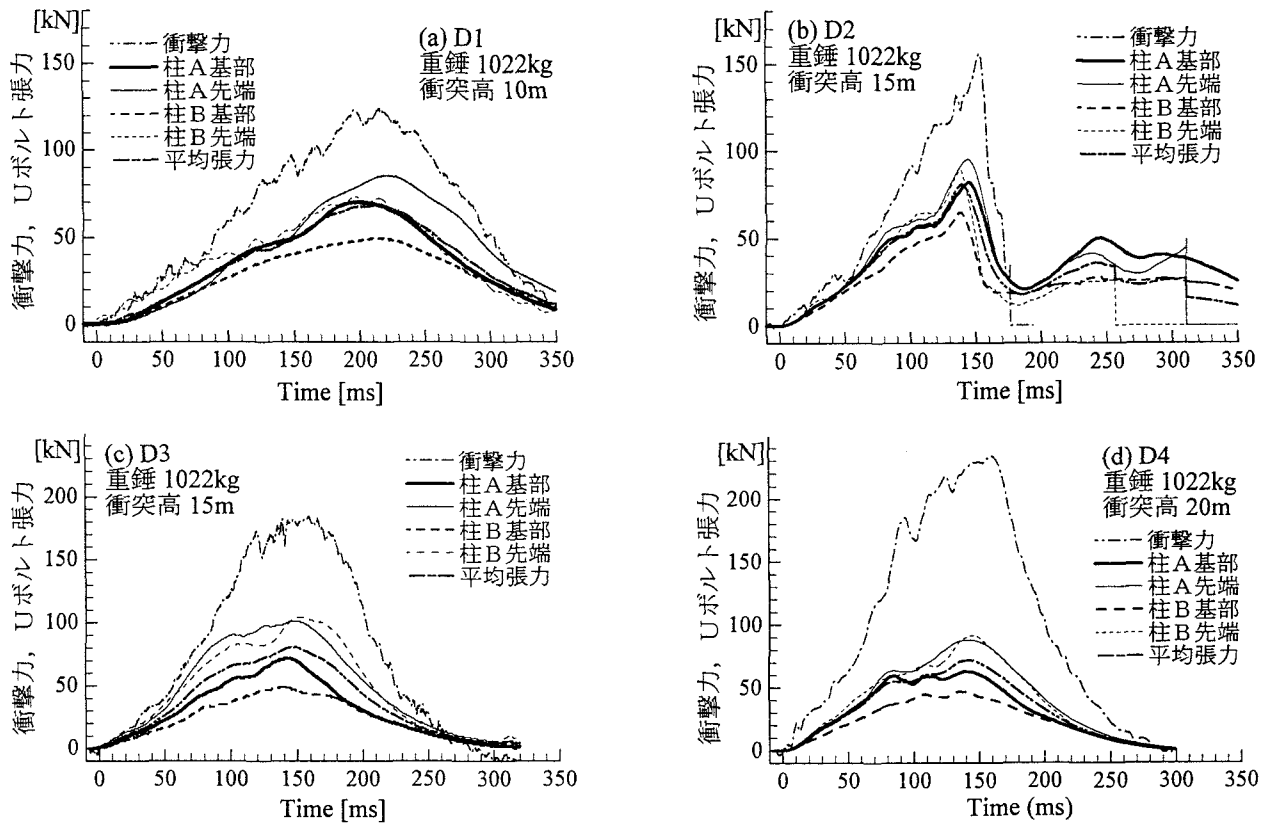 [kN]
150
100
50
0
衝撃力, Uボルト張力
衝撃力
柱A基部
柱A先端
柱B基部
柱B先端
平均張力
(a) D1
重錘 1022kg
衝突高 10m
0 50 100 150 200 250 300 350
Time [ms]
[kN]
150
100
50
0
衝撃力, Uボルト張力
(b) D2
重錘 1022kg
衝突高 15m
衝撃力
柱A基部
柱A先端
柱B基部
柱B先端
平均張力
0 50 100 150 200 250 300 350
Time [ms]
[kN]
200
150
100
50
0
衝撃力, Uボルト張力
(c) D3
重錘 1022kg
衝突高 15m
衝撃力
柱A基部
柱A先端
柱B基部
柱B先端
平均張力
0 50 100 150 200 250 300 350
Time [ms]
[kN]
200
150
100
50
0
衝撃力, Uボルト張力
(d) D4
重錘 1022kg
衝突高 20m
衝撃力
柱A基部
柱A先端
柱B基部
柱B先端
平均張力
0 50 100 150 200 250 300 350
Time (ms)